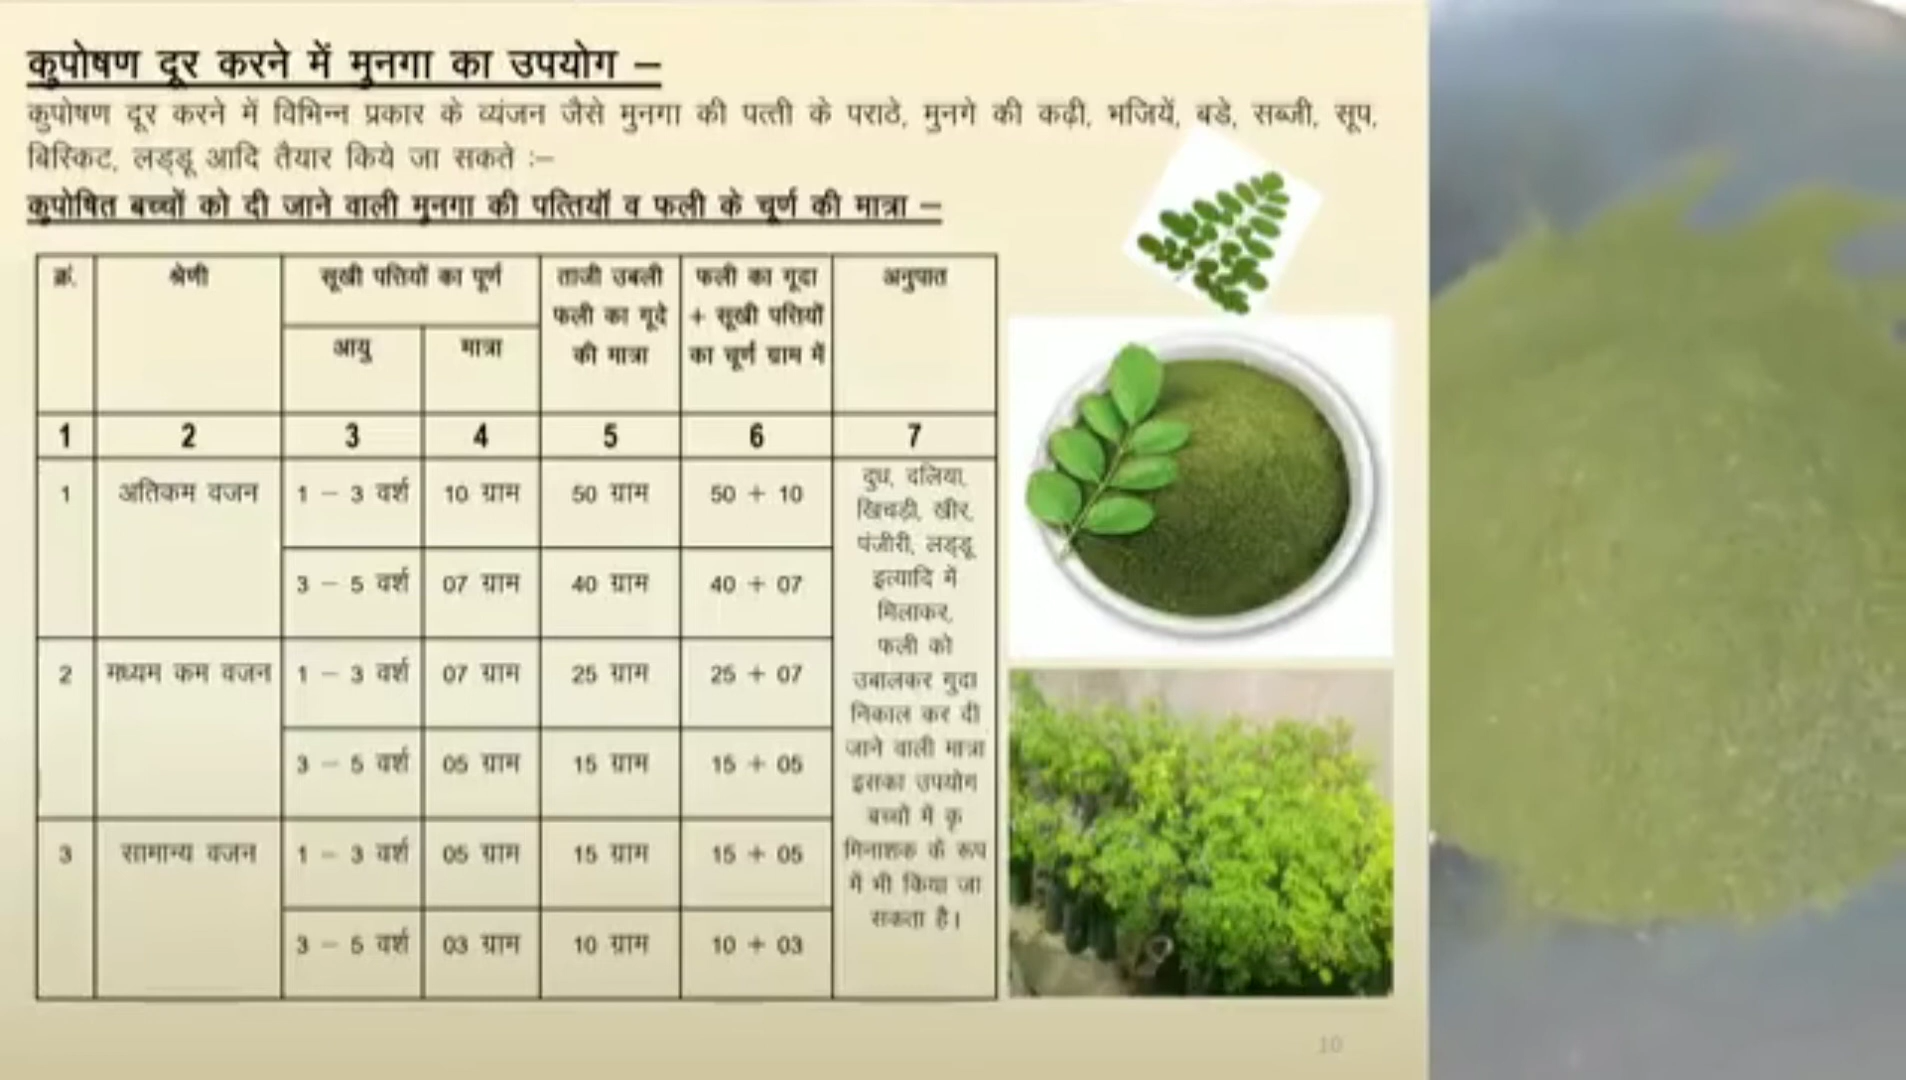 कुपोषण दूर करने में मुनगा का उपयोग –
कुपोषण दूर करने में विभिन्न प्रकार के व्यंजन जैसे मुनगा की पत्ती के पराठे, मुनगे की कढ़ी, भजियें, बडे, सब्जी, सूप,
बिस्किट, लड्डू आदि तैयार किये जा सकते :–
कुपोषित बच्चों को दी जाने वाली मुनगा की पत्तियॉ व फली के चूर्ण की मात्रा –
क्रं. श्रेणी सूखी पत्तियों का पूर्ण ताजी उबली फली का गूदे की मात्रा फली का गूदा + सूखी पत्तियों का चूर्ण ग्राम में अनुपात
आयु मात्रा
1 2 3 4 5 6 7
1 अतिकम वजन 1 – 3 वर्श 10 ग्राम 50 ग्राम 50 + 10
3 – 5 वर्श 07 ग्राम 40 ग्राम 40 + 07
2 मध्यम कम वजन 1 – 3 वर्श 07 ग्राम 25 ग्राम 25 + 07
3 – 5 वर्श 05 ग्राम 15 ग्राम 15 + 05
3 सामान्य वजन 1 – 3 वर्श 05 ग्राम 15 ग्राम 15 + 05
3 – 5 वर्श 03 ग्राम 10 ग्राम 10 + 03
दुध, दलिया,
खिचड़ी, खीर,
पंजीरी, लड्डू
इत्यादि में
मिलाकर,
फली को
उबालकर गुदा
निकाल कर दी
जाने वाली मात्रा
इसका उपयोग
बच्चो में कृ
मिनाशक के रूप
में भी किया जा
सकता है।
10